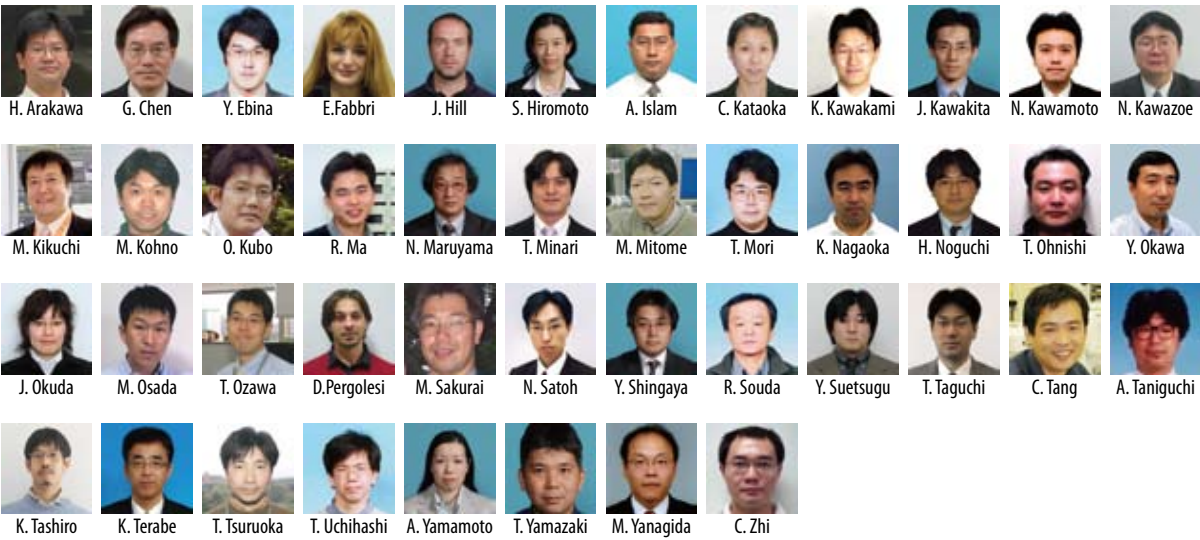 H. Arakawa G. Chen Y. Ebina E.Fabbri J. Hill S. Hiromoto A. Islam C. Kataoka K. Kawakami J. Kawakita N. Kawamoto N. Kawazoe
M. Kikuchi M. Kohno O. Kubo R. Ma N. Maruyama T. Minari M. Mitome T. Mori K. Nagaoka H. Noguchi T. Ohnishi Y. Okawa
J. Okuda M. Osada T. Ozawa D.Pergolesi M. Sakurai N. Satoh Y. Shingaya R. Souda Y. Suetsugu T. Taguchi C. Tang A. Taniguchi
K. Tashiro K. Terabe T. Tsuruoka T. Uchihashi A. Yamamoto T. Yamazaki M. Yanagida C. Zhi